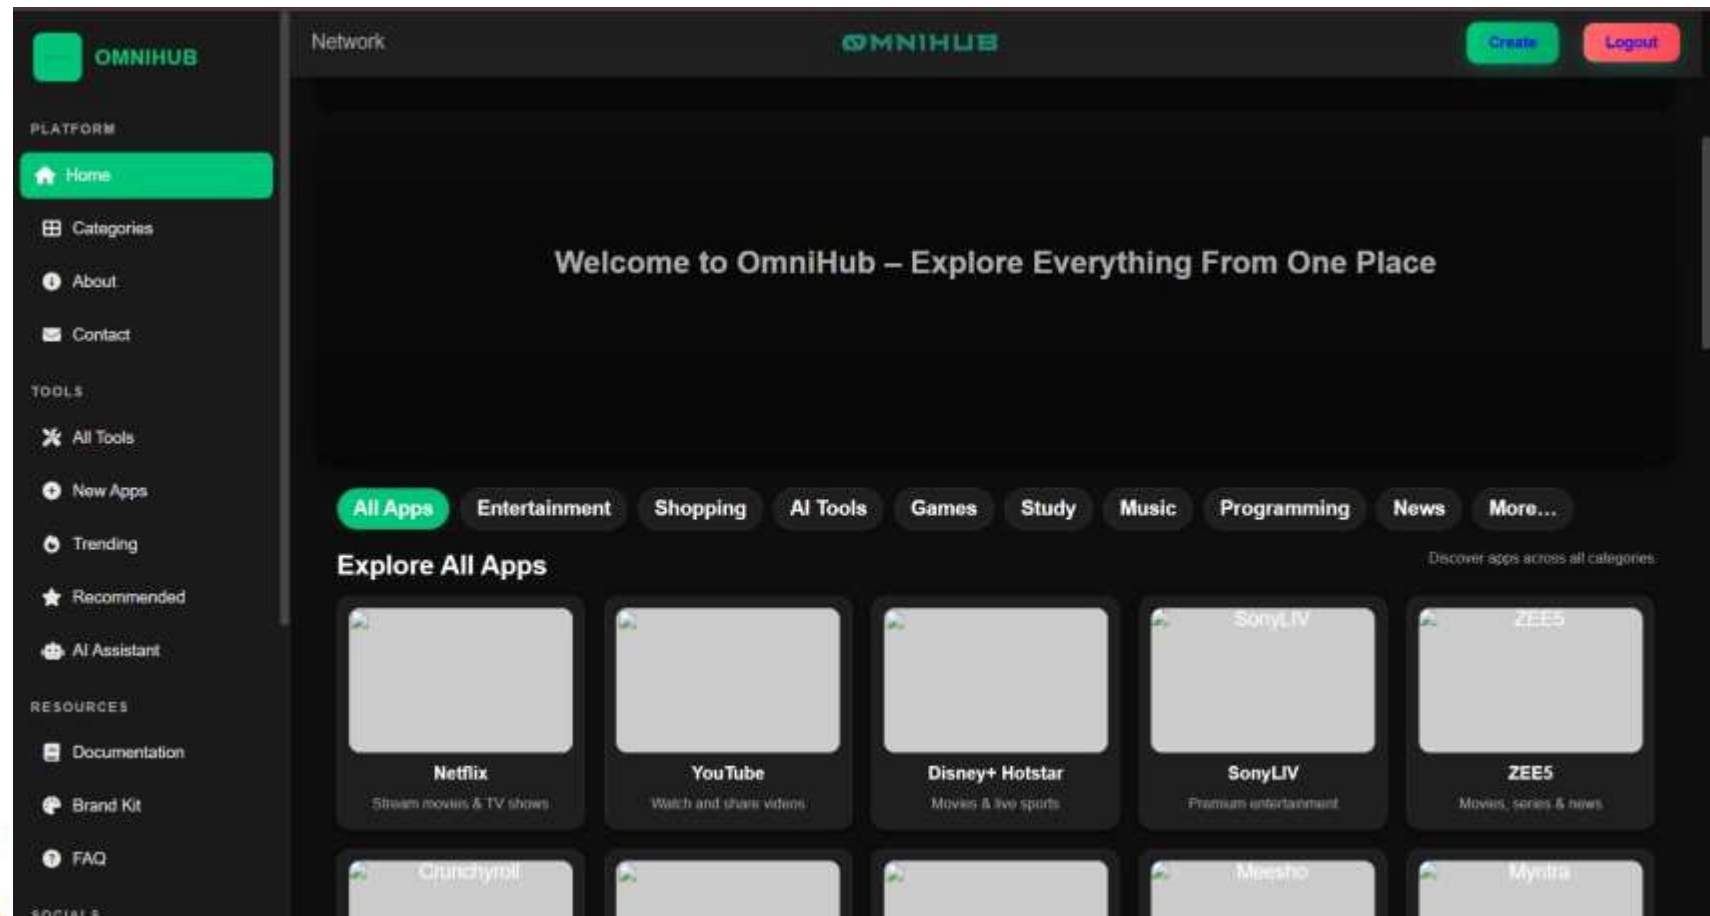 OMNIHUB
PLATFORM
Home
Categories
About
Contact
TOOLS
All Tools
New Apps
Trending
Recommended
AI Assistant
RESOURCES
Documentation
Brand Kit
FAQ
SOCIALS
Network
OMNIHUB
Create
Logout
Welcome to OmniHub – Explore Everything From One Place
All Apps Entertainment Shopping AI Tools Games Study Music Programming News More...
Explore All Apps
Discover apps across all categories
SonyLIV ZEE5
Netflix YouTube Disney+ Hotstar SonyLIV ZEE5
Stream movies & TV shows Watch and share videos Movies & live sports Premium entertainment Movies, series & news
Crunchyroll Meesho Myntra